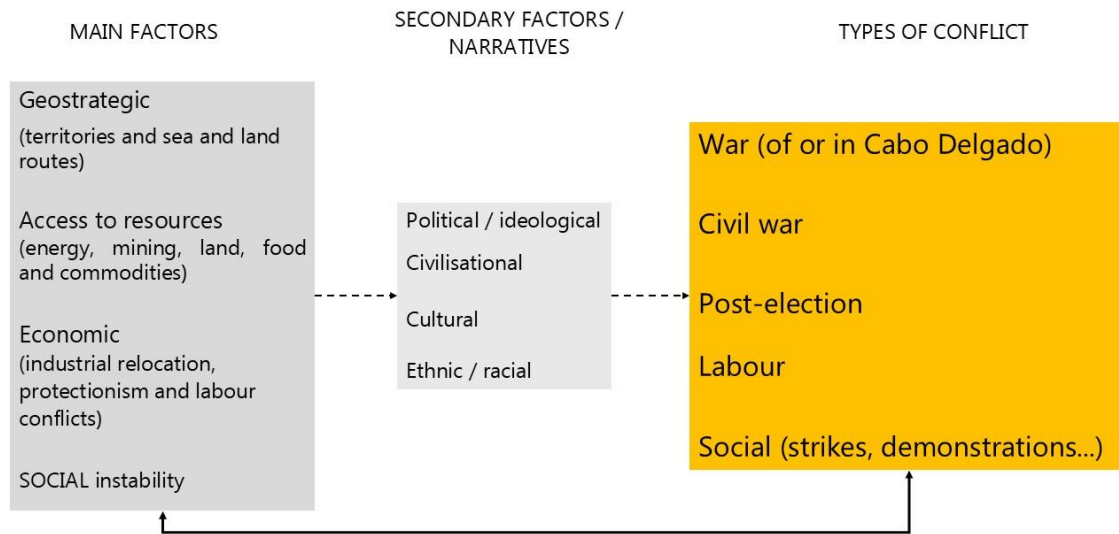 MAIN FACTORS
SECONDARY FACTORS /
NARRATIVES
TYPES OF CONFLICT
Geostrategic
(territories and sea and land
routes)
Access to resources
(energy, mining, land, food
and commodities)
Economic
(industrial relocation,
protectionism and labour
conflicts)
SOCIAL instability
Political / ideological
Civilisational
Cultural
Ethnic / racial
War (of or in Cabo Delgado)
Civil war
Post-election
Labour
Social (strikes, demonstrations...)